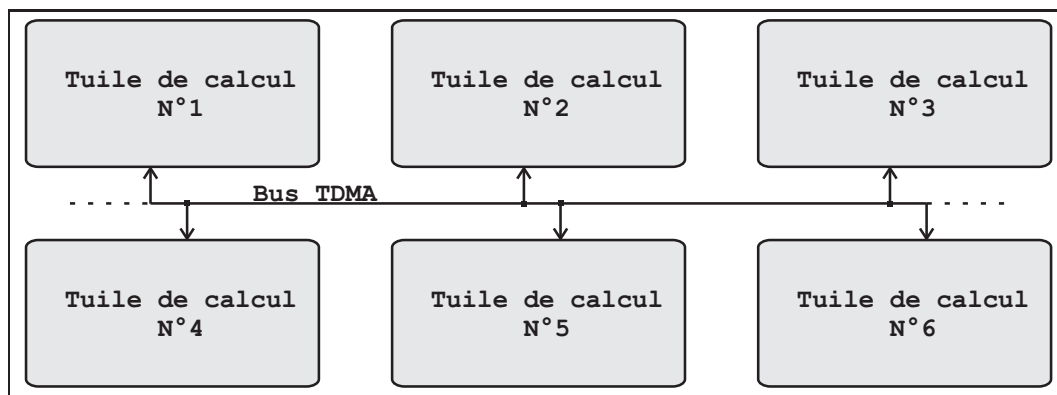 Tuile de calcul
N°1
Tuile de calcul
N°2
Tuile de calcul
N°3
Bus TDMA
Tuile de calcul
N°4
Tuile de calcul
N°5
Tuile de calcul
N°6